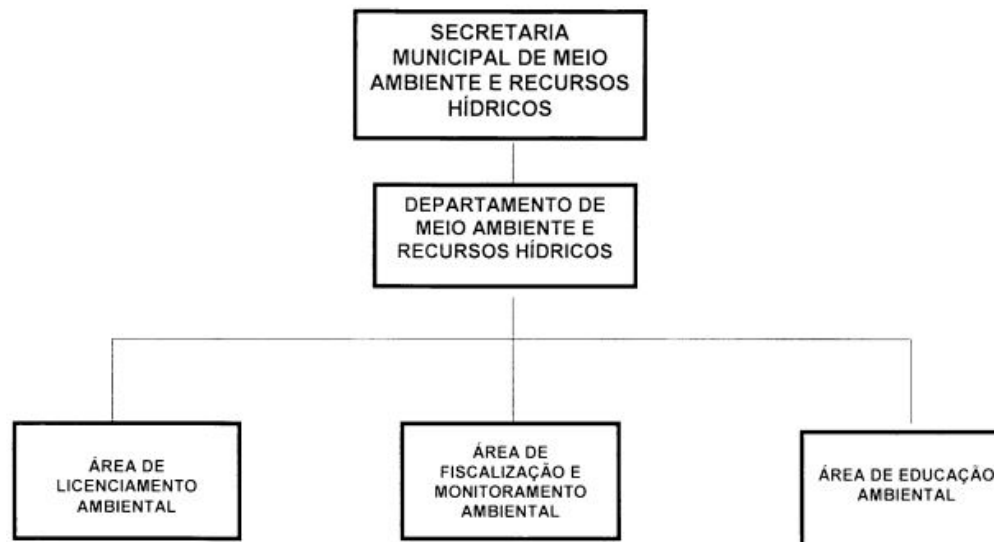 SECRETARIA
MUNICIPAL DE MEIO
AMBIENTE E RECURSOS
HÍDRICOS
DEPARTAMENTO DE
MEIO AMBIENTE E
RECURSOS HÍDRICOS
ÁREA DE
LICENCIAMENTO
AMBIENTAL
ÁREA DE
FISCALIZAÇÃO E
MONITORAMENTO
AMBIENTAL
ÁREA DE EDUCAÇÃO
AMBIENTAL